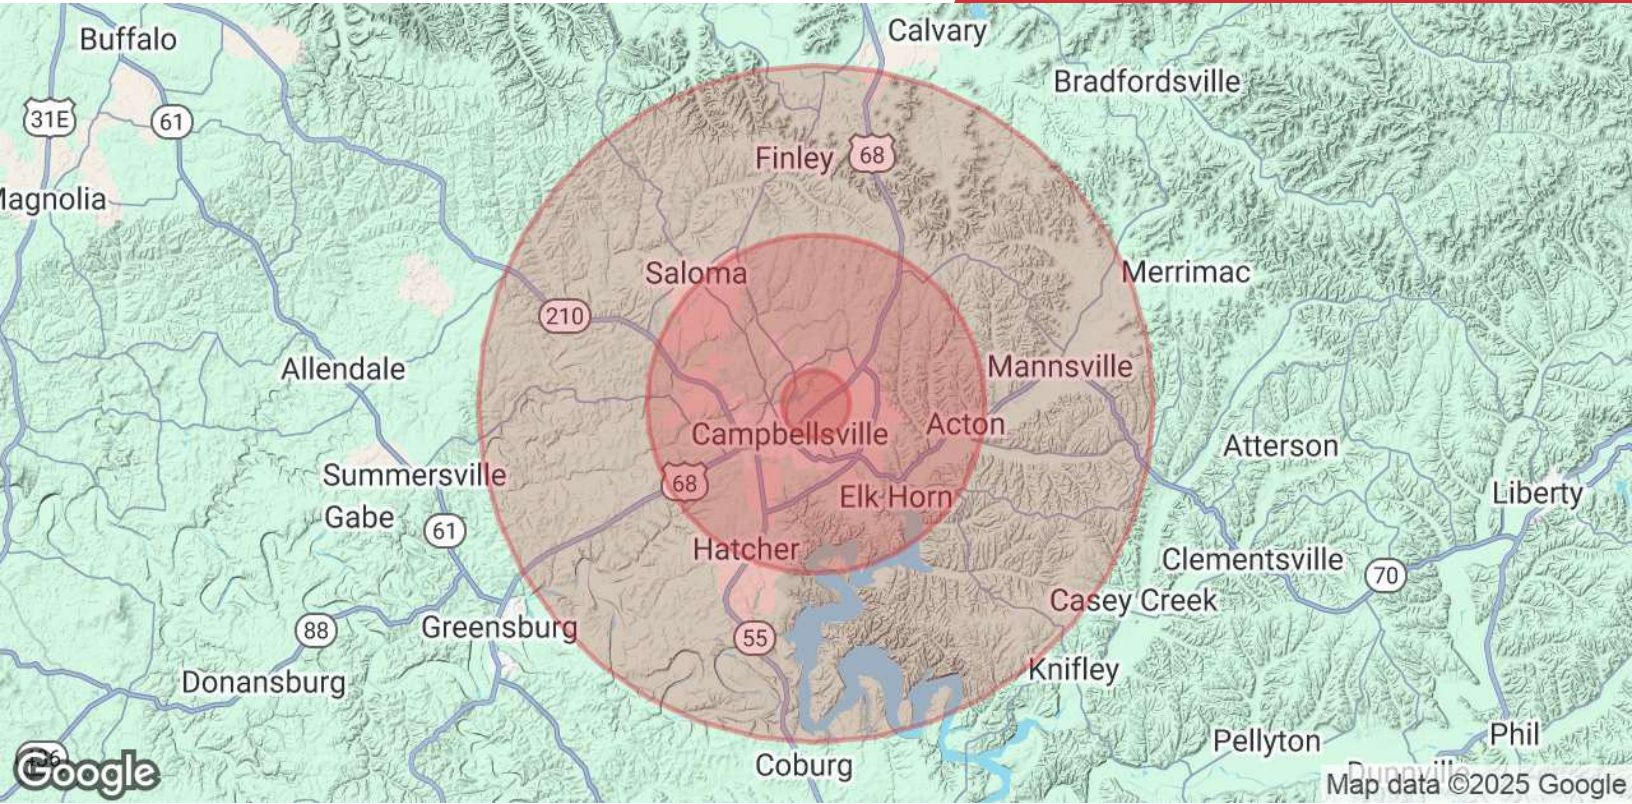 Calvary
Buffalo
Bradfordsville
31E
61
Finley
68
Magnolia
Saloma
Merrimac
210
Allendale
Mannsville
Acton
Campbellsville
Atterson
Summersville
68
Elk Horn
Liberty
Gabe
61
Hatcher
Clementsville
70
Casey Creek
88
Greensburg
55
Knifley
Donansburg
Phil
Pellyton
Coburg
Google
Dunnville
Map data ©2025 Google